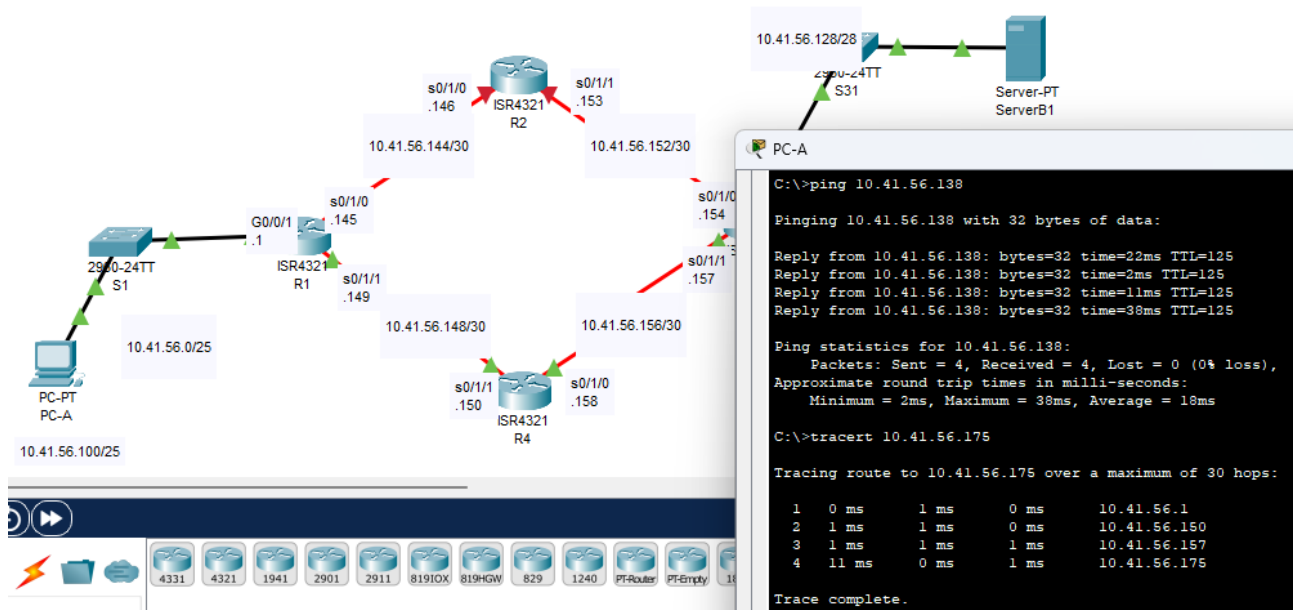 10.41.56.128/28
2960-24TT
S31
Server-PT
ServerB1
s0/1/0
.146
ISR4321
R2
s0/1/1
.153
10.41.56.144/30
10.41.56.152/30
s0/1/0
.145
s0/1/0
.154
G0/0/1
.1
2960-24TT
S1
ISR4321
R1
s0/1/1
.149
s0/1/1
.157
10.41.56.148/30
10.41.56.156/30
10.41.56.0/25
PC-PT
PC-A
10.41.56.100/25
s0/1/1
.150
ISR4321
R4
s0/1/0
.158
4331
4321
1941
2901
2911
819IOX
819HGW
829
1240
PT-Router
PT-Empty
PC-A
C:\>ping 10.41.56.138
Pinging 10.41.56.138 with 32 bytes of data:
Reply from 10.41.56.138: bytes=32 time=22ms TTL=125
Reply from 10.41.56.138: bytes=32 time=2ms TTL=125
Reply from 10.41.56.138: bytes=32 time=11ms TTL=125
Reply from 10.41.56.138: bytes=32 time=38ms TTL=125
Ping statistics for 10.41.56.138:
Packets: Sent = 4, Received = 4, Lost = 0 (0% loss),
Approximate round trip times in milli-seconds:
Minimum = 2ms, Maximum = 38ms, Average = 18ms
C:\>tracert 10.41.56.175
Tracing route to 10.41.56.175 over a maximum of 30 hops:
1 0 ms 1 ms 0 ms 10.41.56.1
2 1 ms 1 ms 0 ms 10.41.56.150
3 1 ms 1 ms 1 ms 10.41.56.157
4 11 ms 0 ms 1 ms 10.41.56.175
Trace complete.